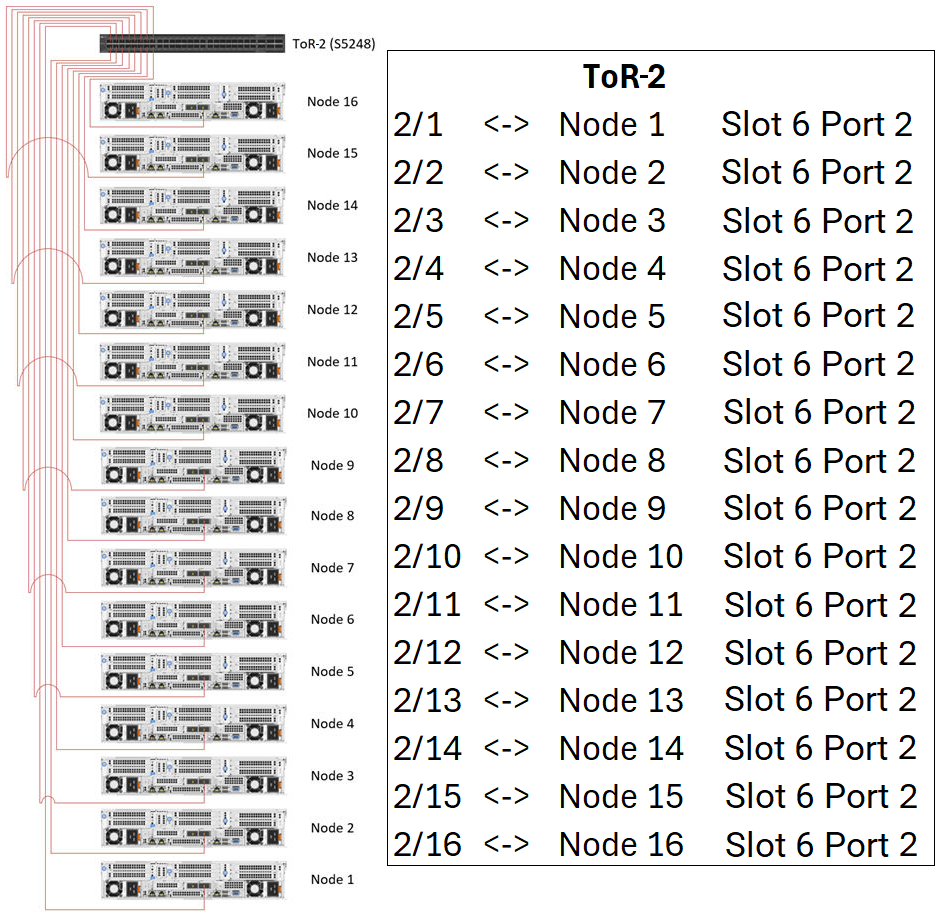 ToR-2 (S5248)
Node 16
Node 15
Node 14
Node 13
Node 12
Node 11
Node 10
Node 9
Node 8
Node 7
Node 6
Node 5
Node 4
Node 3
Node 2
Node 1
ToR-2
2/1 <-> Node 1 Slot 6 Port 2
2/2 <-> Node 2 Slot 6 Port 2
2/3 <-> Node 3 Slot 6 Port 2
2/4 <-> Node 4 Slot 6 Port 2
2/5 <-> Node 5 Slot 6 Port 2
2/6 <-> Node 6 Slot 6 Port 2
2/7 <-> Node 7 Slot 6 Port 2
2/8 <-> Node 8 Slot 6 Port 2
2/9 <-> Node 9 Slot 6 Port 2
2/10 <-> Node 10 Slot 6 Port 2
2/11 <-> Node 11 Slot 6 Port 2
2/12 <-> Node 12 Slot 6 Port 2
2/13 <-> Node 13 Slot 6 Port 2
2/14 <-> Node 14 Slot 6 Port 2
2/15 <-> Node 15 Slot 6 Port 2
2/16 <-> Node 16 Slot 6 Port 2